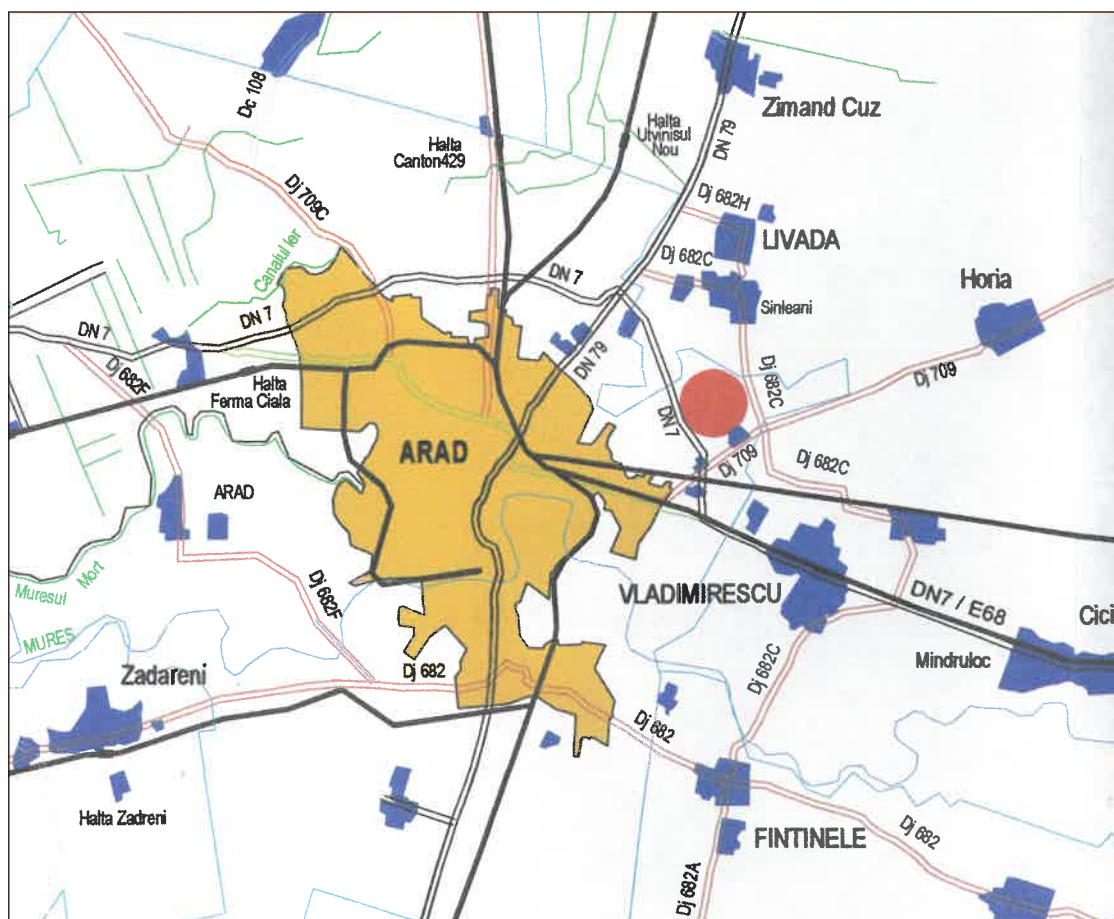 Dc 108
Zimand Cuz
Halta
Utvinisul
Nou
DN 79
Halta
Canton429
Dj 709C
Dj 682H
LIVADA
Canalul Ier
Dj 682C
DN 7
Horia
Sinleani
DN 7
DN 7
DN 79
Dj 682F
Halta
Ferma Ciala
Dj 682C
Dj 709
DN 7
ARAD
Dj 709
Dj 682C
ARAD
Muresul Mort
VLADIMIRESCU
DN7 / E68
Cici
MURES
Dj 682F
Mindruloc
Dj 682C
Zadareni
Dj 682
Dj 682
Halta Zadreni
FINTINELE
Dj 682
Dj 682A